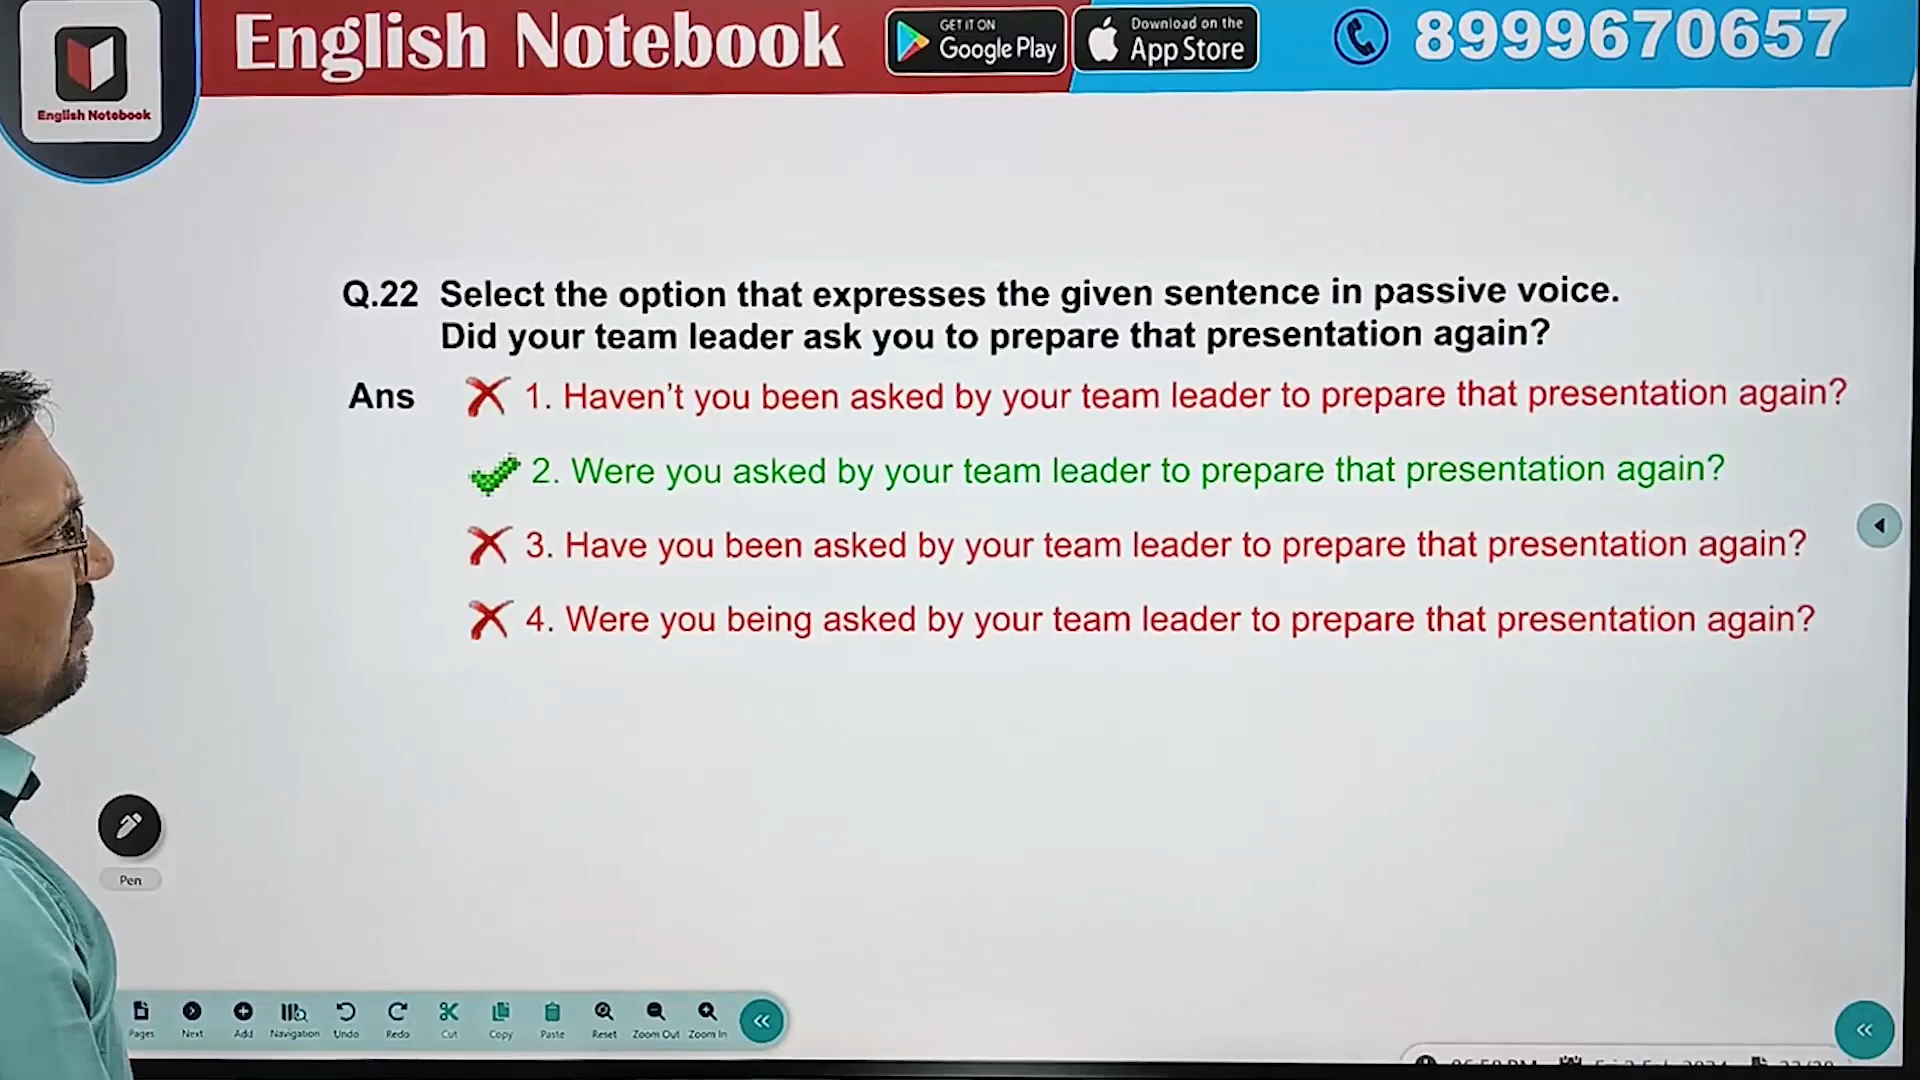 English Notebook
GET IT ON
Google Play
Download on the
App Store
8999670657
English Notebook
Q.22 Select the option that expresses the given sentence in passive voice.
Did your team leader ask you to prepare that presentation again?
Ans 1. Haven't you been asked by your team leader to prepare that presentation again?
2. Were you asked by your team leader to prepare that presentation again?
3. Have you been asked by your team leader to prepare that presentation again?
4. Were you being asked by your team leader to prepare that presentation again?
Pen
Pages Next Add Navigation Undo Redo Cut Copy Paste Reset Zoom Out Zoom In